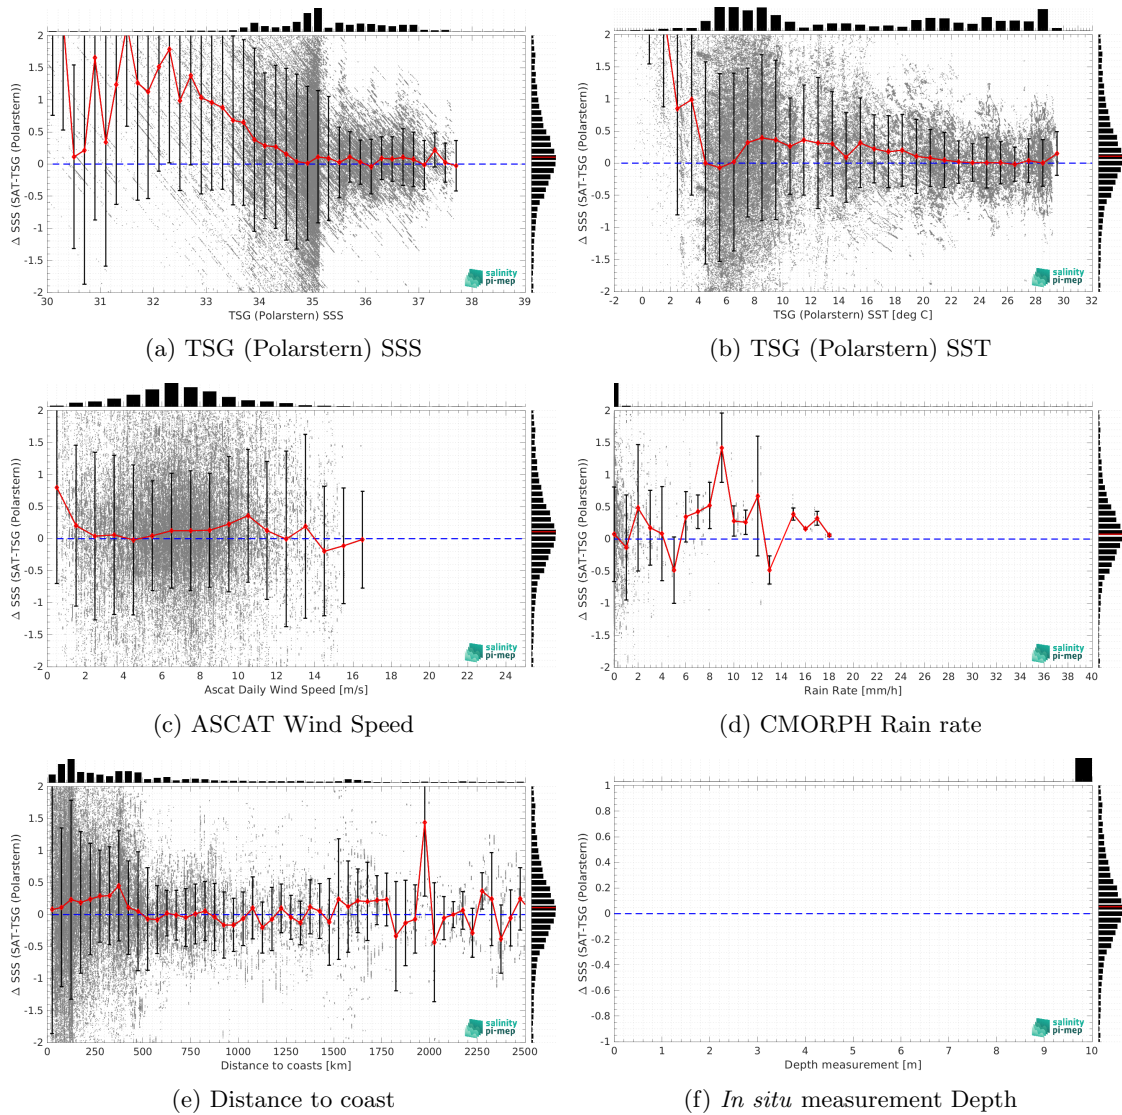 2
1.5
1
0.5
0
-0.5
-1
-1.5
-2
Δ SSS (SAT-TSG (Polarstern))
30 31 32 33 34 35 36 37 38 39
TSG (Polarstern) SSS
salinity
pi-mep
(a) TSG (Polarstern) SSS
2
1.5
1
0.5
0
-0.5
-1
-1.5
-2
Δ SSS (SAT-TSG (Polarstern))
-2 0 2 4 6 8 10 12 14 16 18 20 22 24 26 28 30 32
TSG (Polarstern) SST [deg C]
salinity
pi-mep
(b) TSG (Polarstern) SST
2
1.5
1
0.5
0
-0.5
-1
-1.5
-2
Δ SSS (SAT-TSG (Polarstern))
0 2 4 6 8 10 12 14 16 18 20 22 24
Ascat Daily Wind Speed [m/s]
salinity
pi-mep
(c) ASCAT Wind Speed
2
1.5
1
0.5
0
-0.5
-1
-1.5
-2
Δ SSS (SAT-TSG (Polarstern))
0 2 4 6 8 10 12 14 16 18 20 22 24 26 28 30 32 34 36 38 40
Rain Rate [mm/h]
salinity
pi-mep
(d) CMORPH Rain rate
2
1.5
1
0.5
0
-0.5
-1
-1.5
-2
Δ SSS (SAT-TSG (Polarstern))
0 250 500 750 1000 1250 1500 1750 2000 2250 2500
Distance to coasts [km]
salinity
pi-mep
(e) Distance to coast
1
0.8
0.6
0.4
0.2
0
-0.2
-0.4
-0.6
-0.8
-1
Δ SSS (SAT-TSG (Polarstern))
0 1 2 3 4 5 6 7 8 9 10
Depth measurement [m]
salinity
pi-mep
(f) In situ measurement Depth